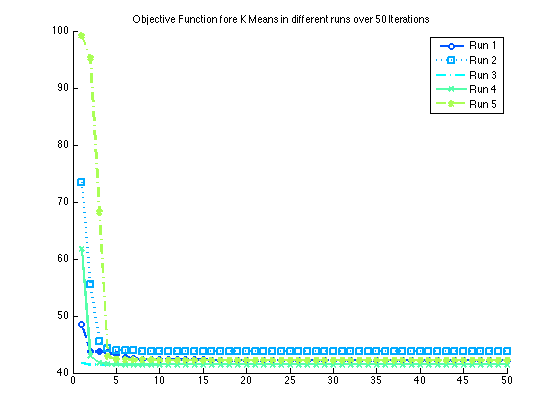 Objective Function fore K Means in different runs over 50 Iterations
100
90
80
70
60
50
40
0 5 10 15 20 25 30 35 40 45 50
Run 1
Run 2
Run 3
Run 4
Run 5